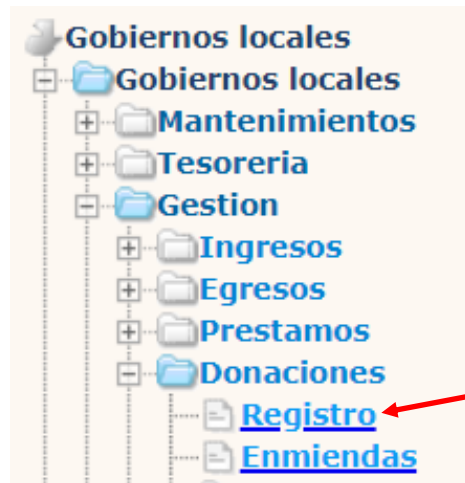 Gobiernos locales
Gobiernos locales
Mantenimientos
Tesoreria
Gestion
Ingresos
Egresos
Prestamos
Donaciones
Registro
Enmiendas